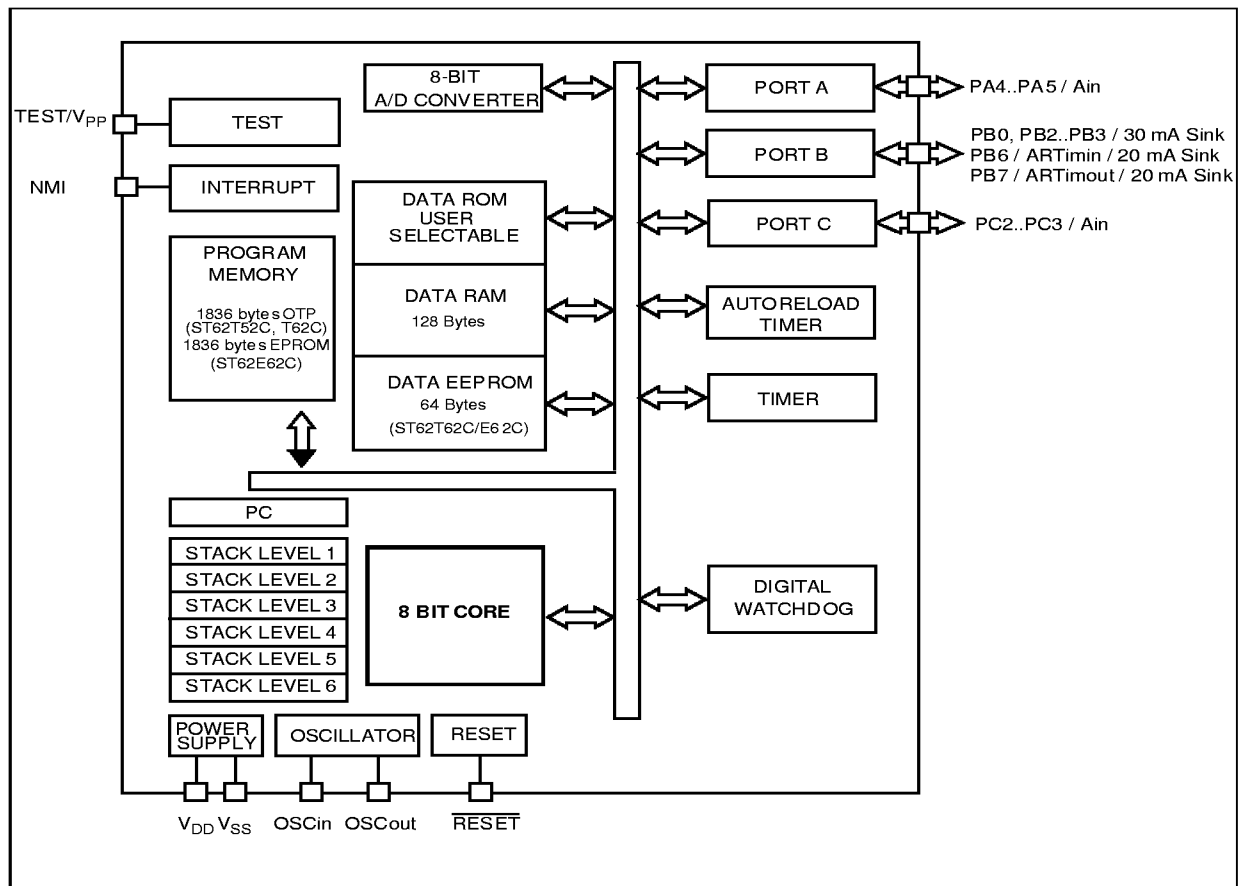 8-BIT
A/D CONVERTER
PORT A
PA4..PA5 / Ain
TEST/VPP
TEST
PORT B
PB0, PB2..PB3 / 30 mA Sink
PB6 / ARTimin / 20 mA Sink
PB7 / ARTimout / 20 mA Sink
NMI
INTERRUPT
DATA ROM
USER
SELECTABLE
PORT C
PC2..PC3 / Ain
PROGRAM
MEMORY
1836 bytes OTP
(ST62T52C, T62C)
1836 bytes EPROM
(ST62E62C)
DATA RAM
128 Bytes
AUTORELOAD
TIMER
DATA EEPROM
64 Bytes
(ST62T62C/E62C)
TIMER
PC
STACK LEVEL 1
STACK LEVEL 2
STACK LEVEL 3
STACK LEVEL 4
STACK LEVEL 5
STACK LEVEL 6
8 BIT CORE
DIGITAL
WATCHDOG
POWER
SUPPLY
OSCILLATOR
RESET
VDD VSS
OSCin OSCout
RESET